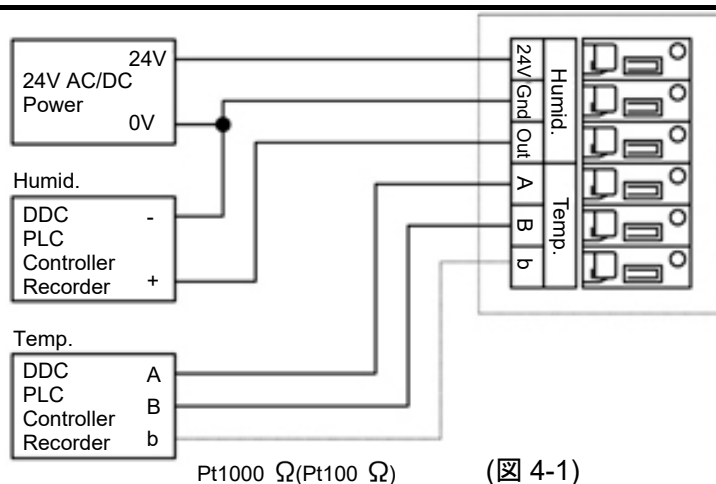 24V
24V AC/DC
Power
0V
Humid.
DDC -
PLC
Controller
Recorder +
Temp.
DDC A
PLC
B
Controller
Recorder b
24V
Gnd
Out
Humid.
A
B
b
Temp.
Pt1000 Ω(Pt100 Ω)
(図 4-1)